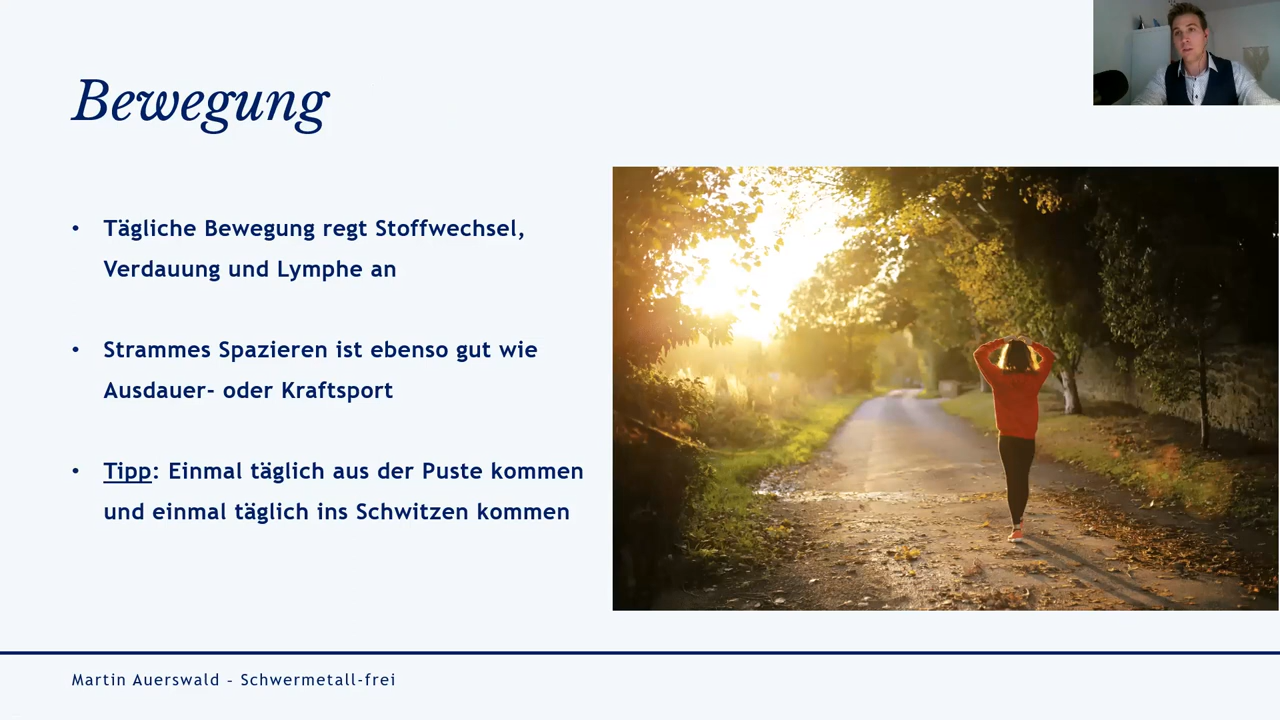 Bewegung
• Tägliche Bewegung regt Stoffwechsel,
Verdauung und Lymphe an
• Strammes Spazieren ist ebenso gut wie
Ausdauer- oder Kraftsport
• Tipp: Einmal täglich aus der Puste kommen
und einmal täglich ins Schwitzen kommen
Martin Auerswald – Schwermetall-frei